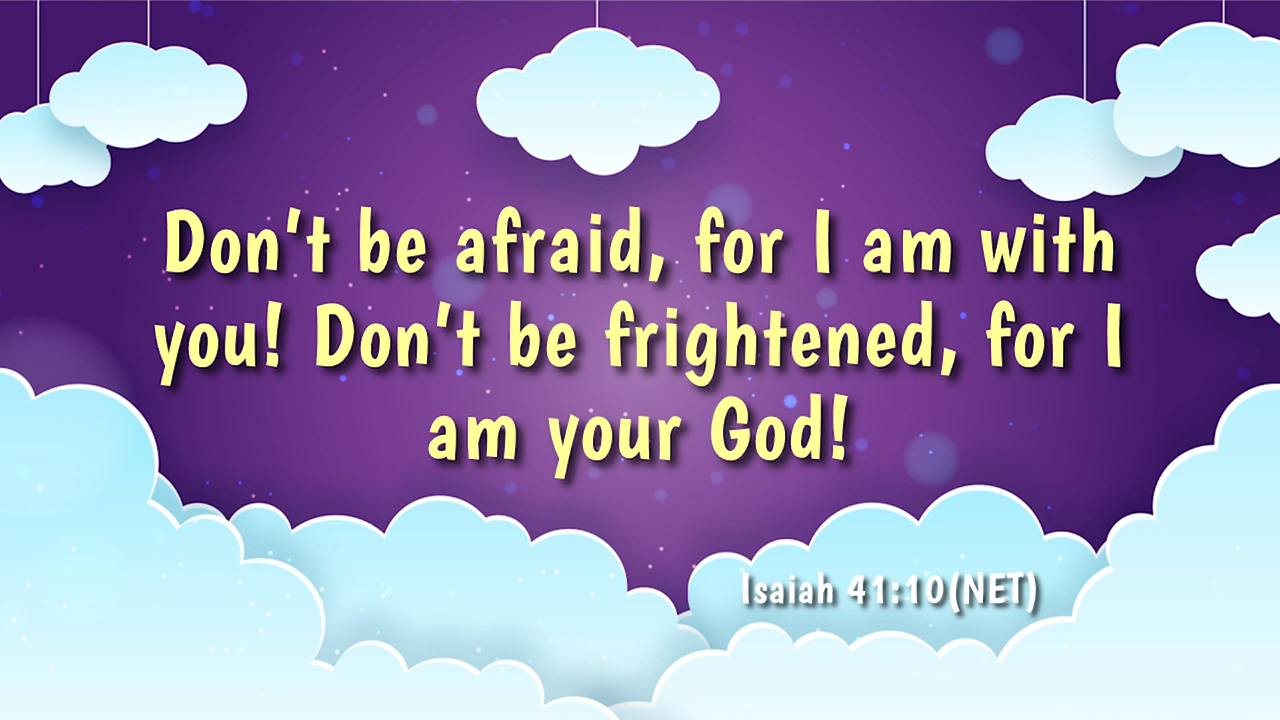 Don't be afraid, for I am with
you! Don't be frightened, for I
am your God!
Isaiah 41:10(NET)